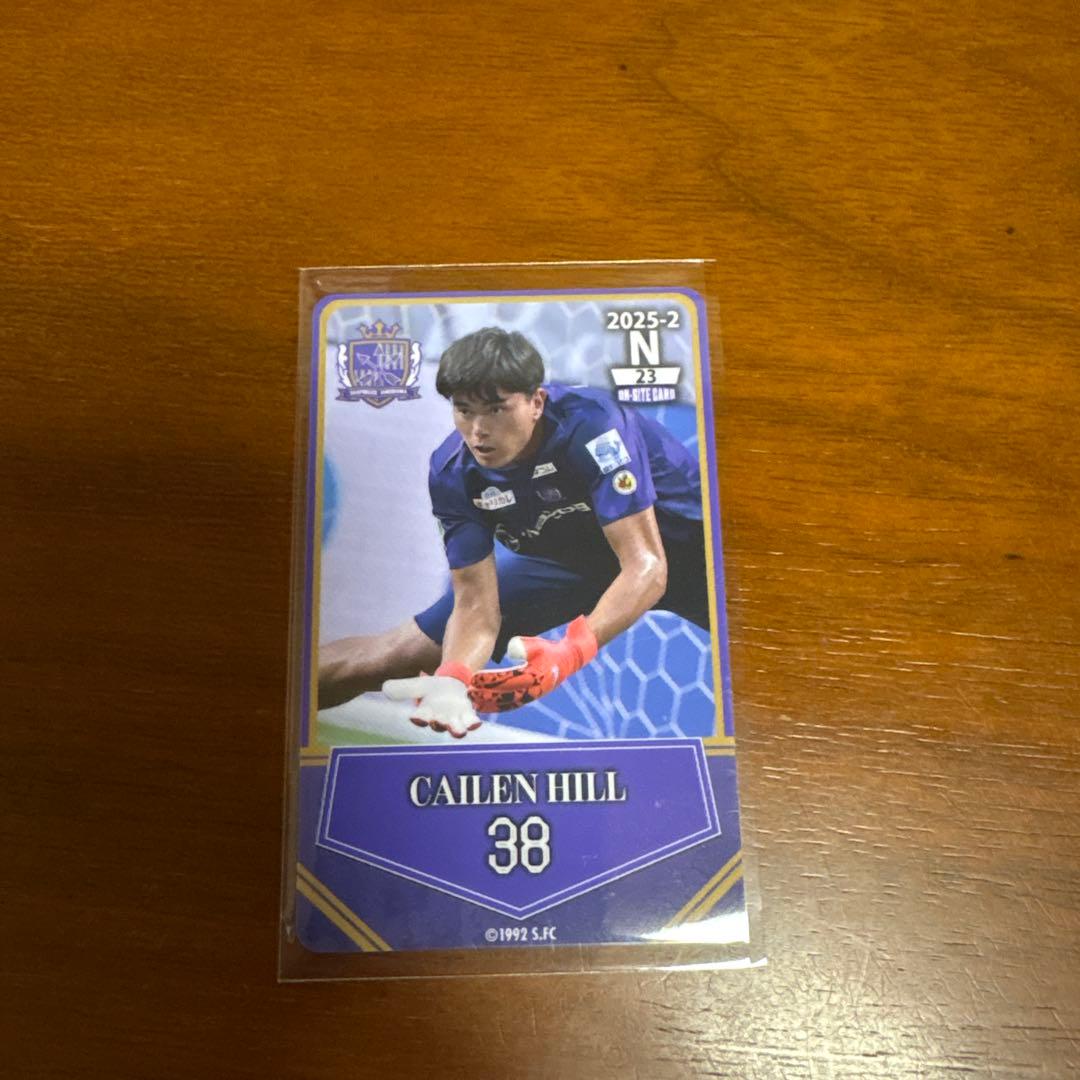 2025-2
N
23
ON-SITE CARD
CAILEN HILL
38
©1992 S.FC